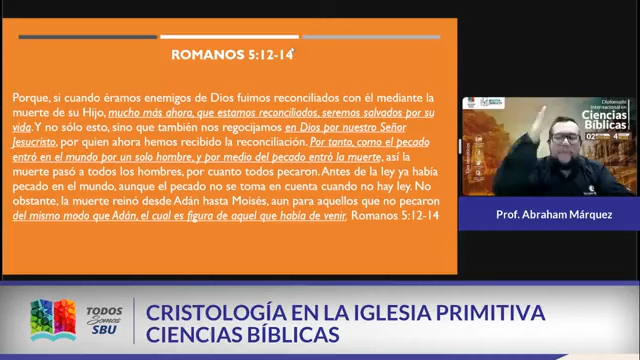 ROMANOS 5:12-14
Porque, si cuando éramos enemigos de Dios fuimos reconciliados con él mediante la
muerte de su Hijo, mucho más ahora, que estamos reconciliados, seremos salvados por su
vida. Y no sólo esto, sino que también nos regocijamos en Dios por nuestro Señor
Jesucristo, por quien ahora hemos recibido la reconciliación. Por tanto, como el pecado
entró en el mundo por un solo hombre, y por medio del pecado entró la muerte, así la
muerte pasó a todos los hombres, por cuanto todos pecaron. Antes de la ley ya había
pecado en el mundo, aunque el pecado no se toma en cuenta cuando no hay ley. No
obstante, la muerte reinó desde Adán hasta Moisés, aun para aquellos que no pecaron
del mismo modo que Adán, el cual es figura de aquel que había de venir. Romanos 5:12-14
Diplomado
Internacional en
Ciencias
Bíblicas
Prof. Abraham Márquez
TODOS
Somos
SBU
CRISTOLOGÍA EN LA IGLESIA PRIMITIVA
CIENCIAS BÍBLICAS